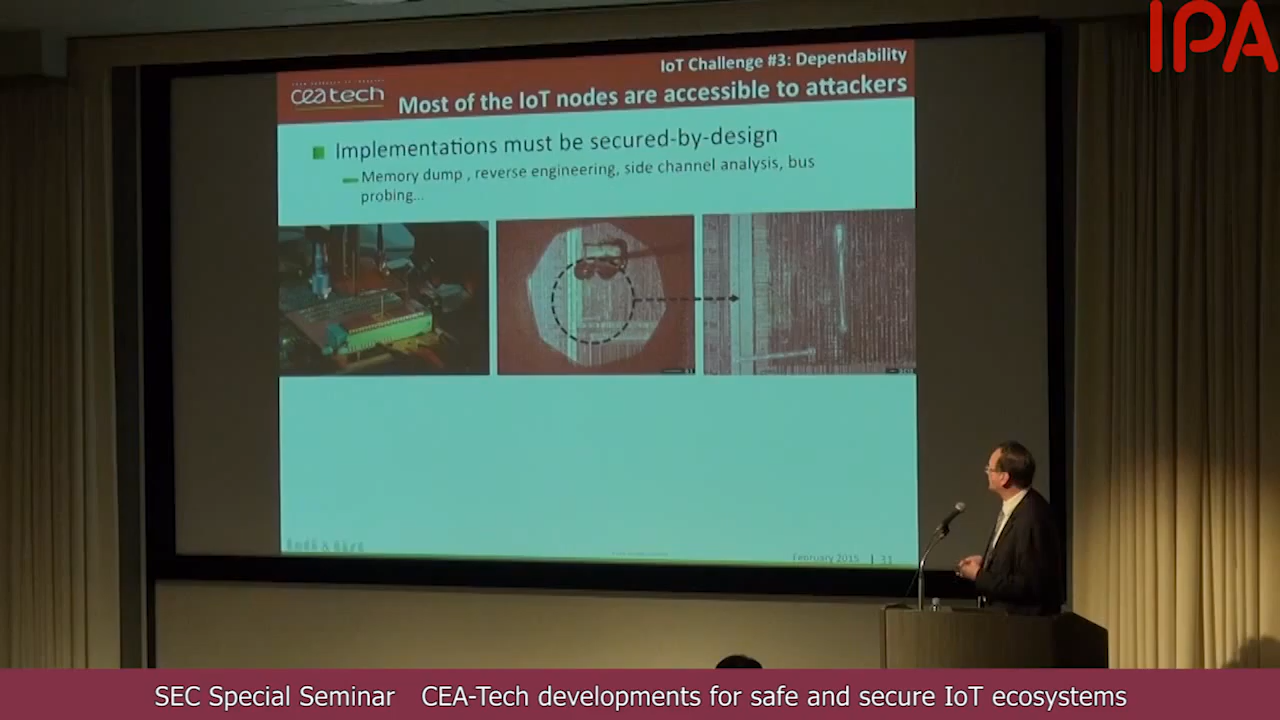 IPA
IoT Challenge #3: Dependability
ceatech
Most of the IoT nodes are accessible to attackers
Implementations must be secured-by-design
Memory dump , reverse engineering, side channel analysis, bus
probing...
February 2015 | 31
SEC Special Seminar CEA-Tech developments for safe and secure IoT ecosystems